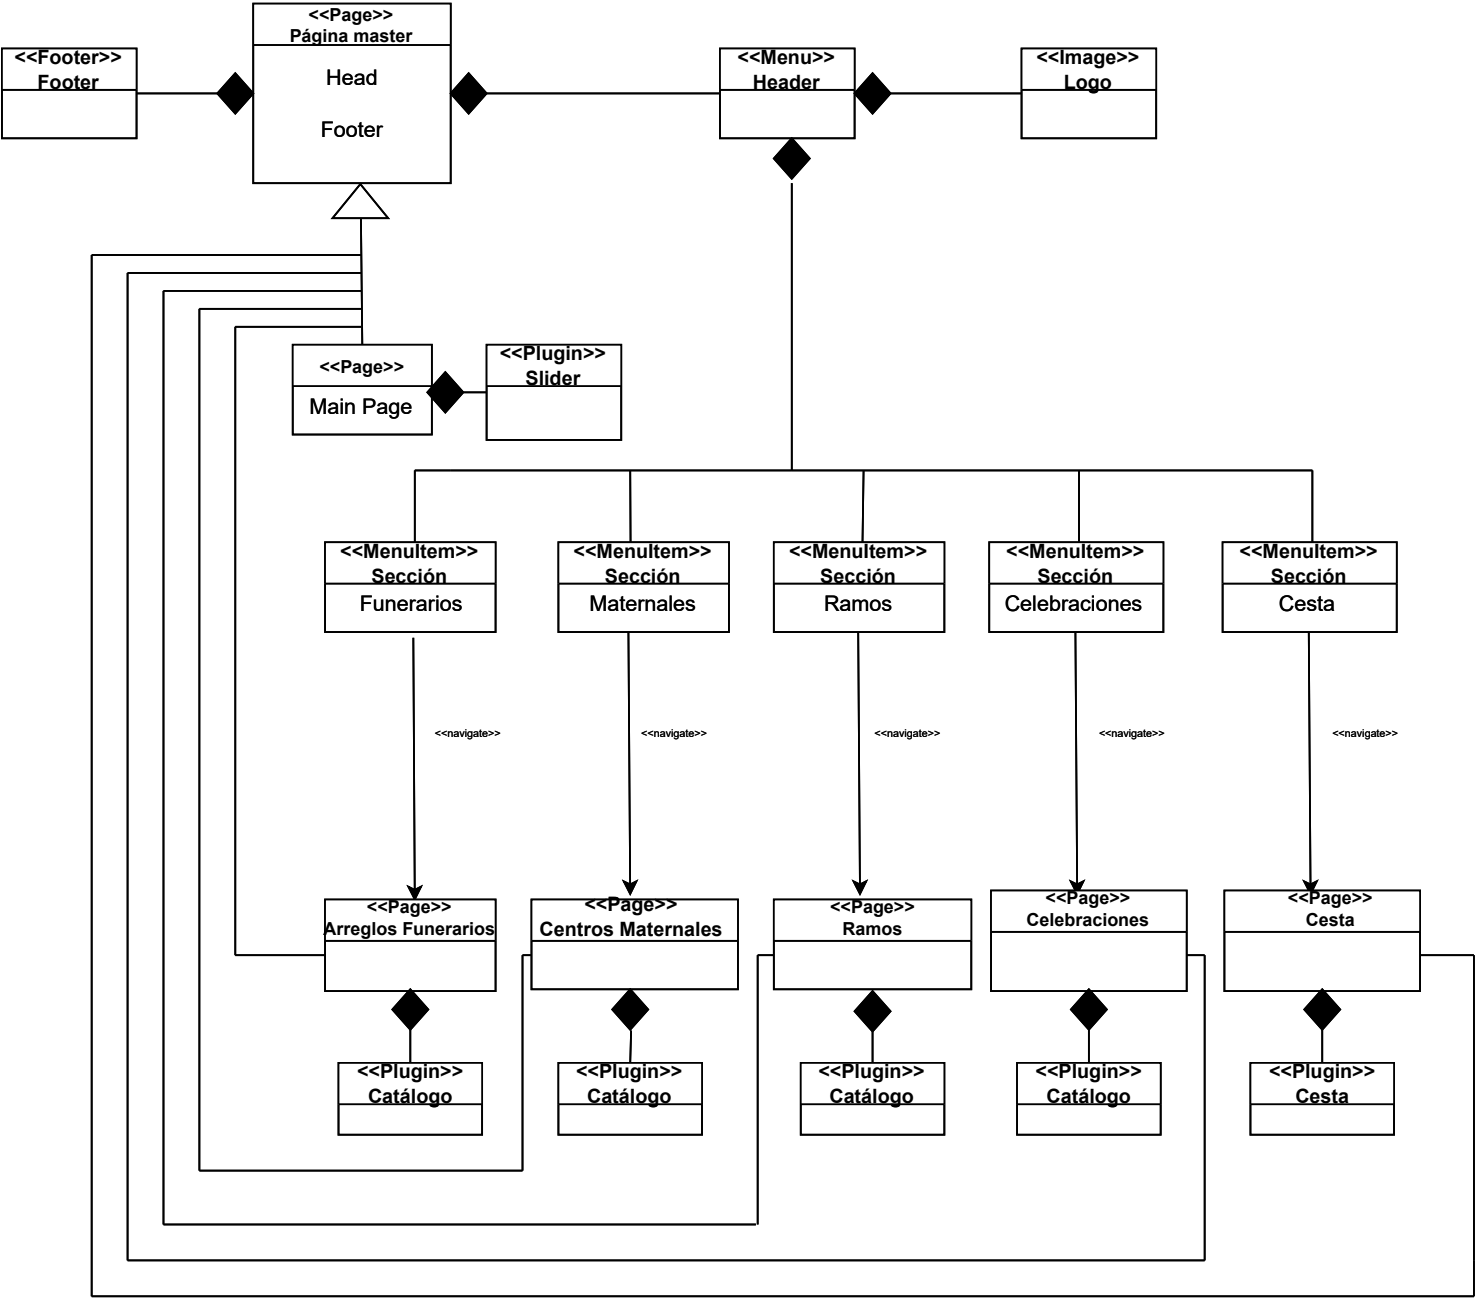 <<Page>>
Página master
Head
Footer
<<Footer>>
Footer
<<Menu>>
Header
<<Image>>
Logo
<<Page>>
Main Page
<<Plugin>>
Slider
<<MenuItem>>
Sección
Funerarios
<<MenuItem>>
Sección
Maternales
<<MenuItem>>
Sección
Ramos
<<MenuItem>>
Sección
Celebraciones
<<MenuItem>>
Sección
Cesta
<<navigate>>
<<navigate>>
<<navigate>>
<<navigate>>
<<navigate>>
<<Page>>
Arreglos Funerarios
<<Page>>
Centros Maternales
<<Page>>
Ramos
<<Page>>
Celebraciones
<<Page>>
Cesta
<<Plugin>>
Catálogo
<<Plugin>>
Catálogo
<<Plugin>>
Catálogo
<<Plugin>>
Catálogo
<<Plugin>>
Cesta